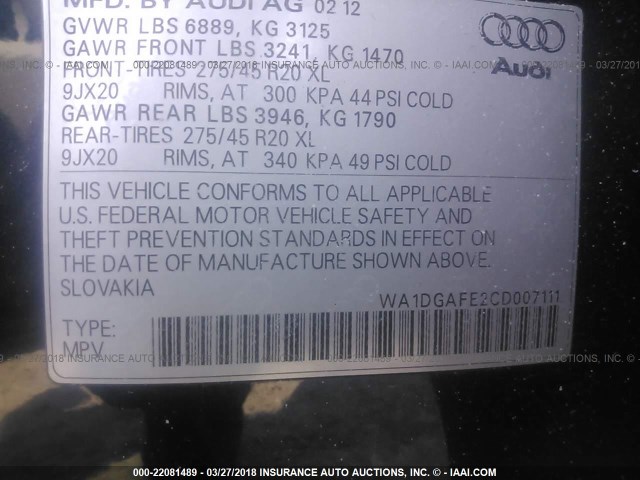 MFD. BY AUDI AG 02 12
GVWR LBS 6889, KG 3125
GAWR FRONT LBS 3241, KG 1470
FRONT-TIRES 275/45 R20 XL
9JX20 RIMS, AT 300 KPA 44 PSI COLD
GAWR REAR LBS 3946, KG 1790
REAR-TIRES 275/45 R20 XL
9JX20 RIMS, AT 340 KPA 49 PSI COLD
Audi
THIS VEHICLE CONFORMS TO ALL APPLICABLE
U.S. FEDERAL MOTOR VEHICLE SAFETY AND
THEFT PREVENTION STANDARDS IN EFFECT ON
THE DATE OF MANUFACTURE SHOWN ABOVE.
SLOVAKIA WA1DGAFE2CD007111
TYPE:
MPV
000-22081489 - 03/27/2018 INSURANCE AUTO AUCTIONS, INC. - © IAAI.COM